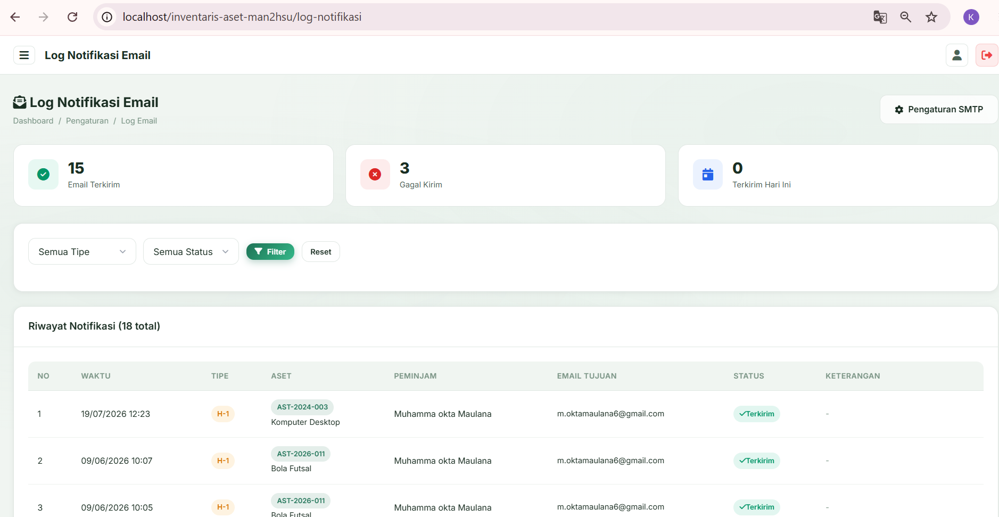 localhost/inventaris-aset-man2hsu/log-notifikasi
K
Log Notifikasi Email
Log Notifikasi Email
Dashboard / Pengaturan / Log Email
Pengaturan SMTP
15
Email Terkirim
3
Gagal Kirim
0
Terkirim Hari Ini
Semua Tipe
Semua Status
Filter
Reset
Riwayat Notifikasi (18 total)
NO WAKTU TIPE ASET PEMINJAM EMAIL TUJUAN STATUS KETERANGAN
1 19/07/2026 12:23 H-1 AST-2024-003 Komputer Desktop Muhamma okta Maulana m.oktamaulana6@gmail.com Terkirim -
2 09/06/2026 10:07 H-1 AST-2026-011 Bola Futsal Muhamma okta Maulana m.oktamaulana6@gmail.com Terkirim -
3 09/06/2026 10:05 H-1 AST-2026-011 Bola Futsal Muhamma okta Maulana m.oktamaulana6@gmail.com Terkirim -